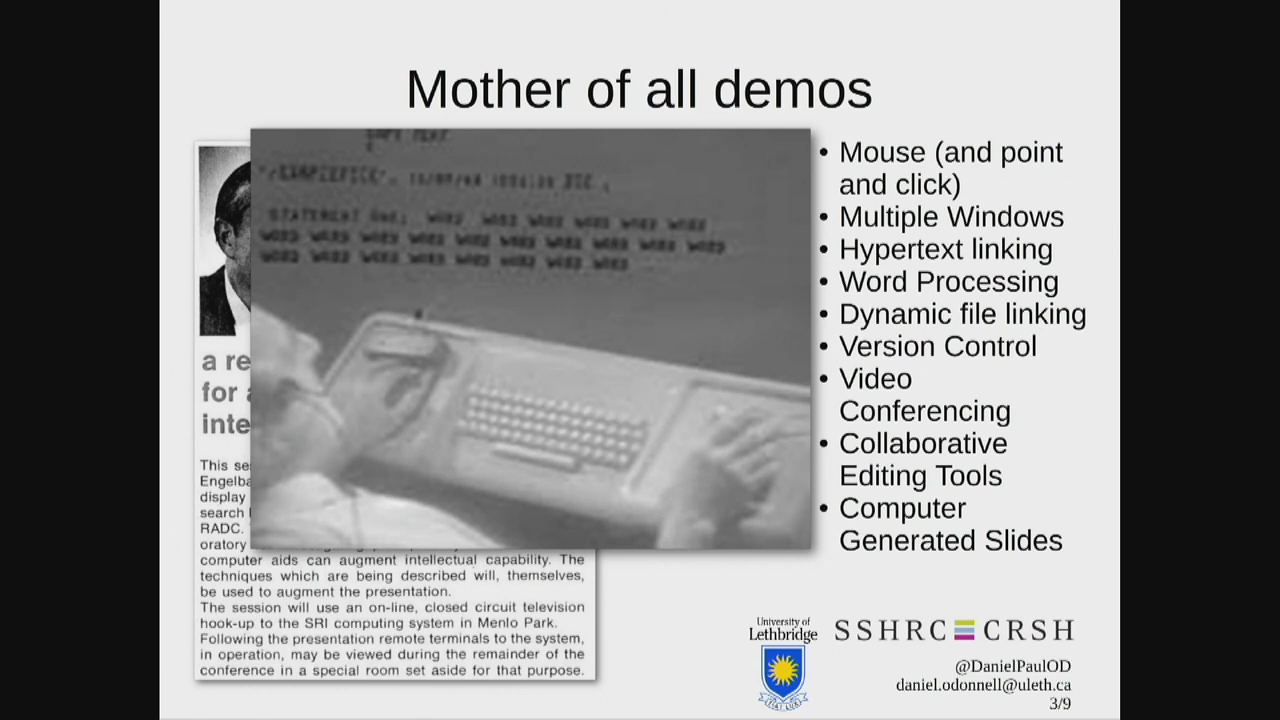 Mother of all demos
a re
for a
inte
This se
Engelba
display
search
RADC.
oratory
computer aids can augment intellectual capability. The
techniques which are being described will, themselves,
be used to augment the presentation.
The session will use an on-line, closed circuit television
hook-up to the SRI computing system in Menlo Park.
Following the presentation remote terminals to the system,
in operation, may be viewed during the remainder of the
conference in a special room set aside for that purpose.
• Mouse (and point
and click)
• Multiple Windows
• Hypertext linking
• Word Processing
• Dynamic file linking
• Version Control
• Video
Conferencing
• Collaborative
Editing Tools
• Computer
Generated Slides
University of
Lethbridge
SSHRC CRSH
FIAT LUX
@DanielPaulOD
daniel.odonnell@uleth.ca
3/9